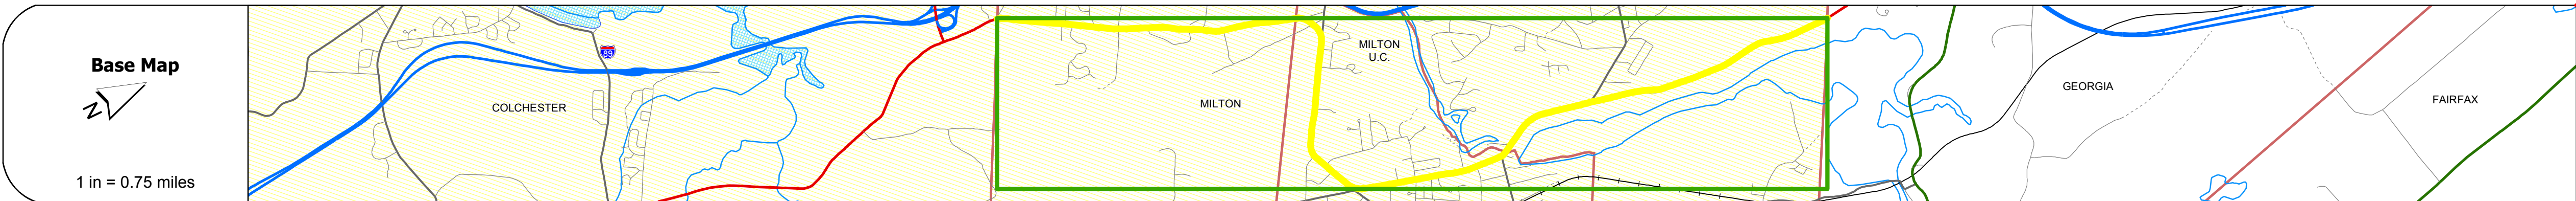 Base Map
N
1 in = 0.75 miles
89
COLCHESTER
MILTON
MILTON
U.C.
GEORGIA
FAIRFAX